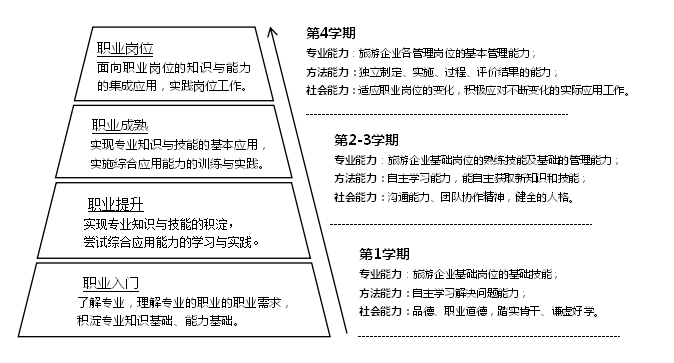 职业岗位
面向职业岗位的知识与能力
的集成应用，实践岗位工作。
职业成熟
实现专业知识与技能的基本应用，
实施综合应用能力的训练与实践。
职业提升
实现专业知识与技能的积淀，
尝试综合应用能力的学习与实践。
职业入门
了解专业，理解专业的职业的职业需求，
积淀专业知识基础、能力基础。
第4学期
专业能力：旅游企业各管理岗位的基本管理能力；
方法能力：独立制定、实施、过程、评价结果的能力；
社会能力：适应职业岗位的变化，积极应对不断变化的实际应用工作。
第2-3学期
专业能力：旅游企业基础岗位的熟练技能及基础的管理能力；
方法能力：自主学习能力，能自主获取新知识和技能；
社会能力：沟通能力、团队协作精神，健全的人格。
第1学期
专业能力：旅游企业基础岗位的基础技能；
方法能力：自主学习解决问题能力；
社会能力：品德、职业道德，踏实肯干、谦虚好学。